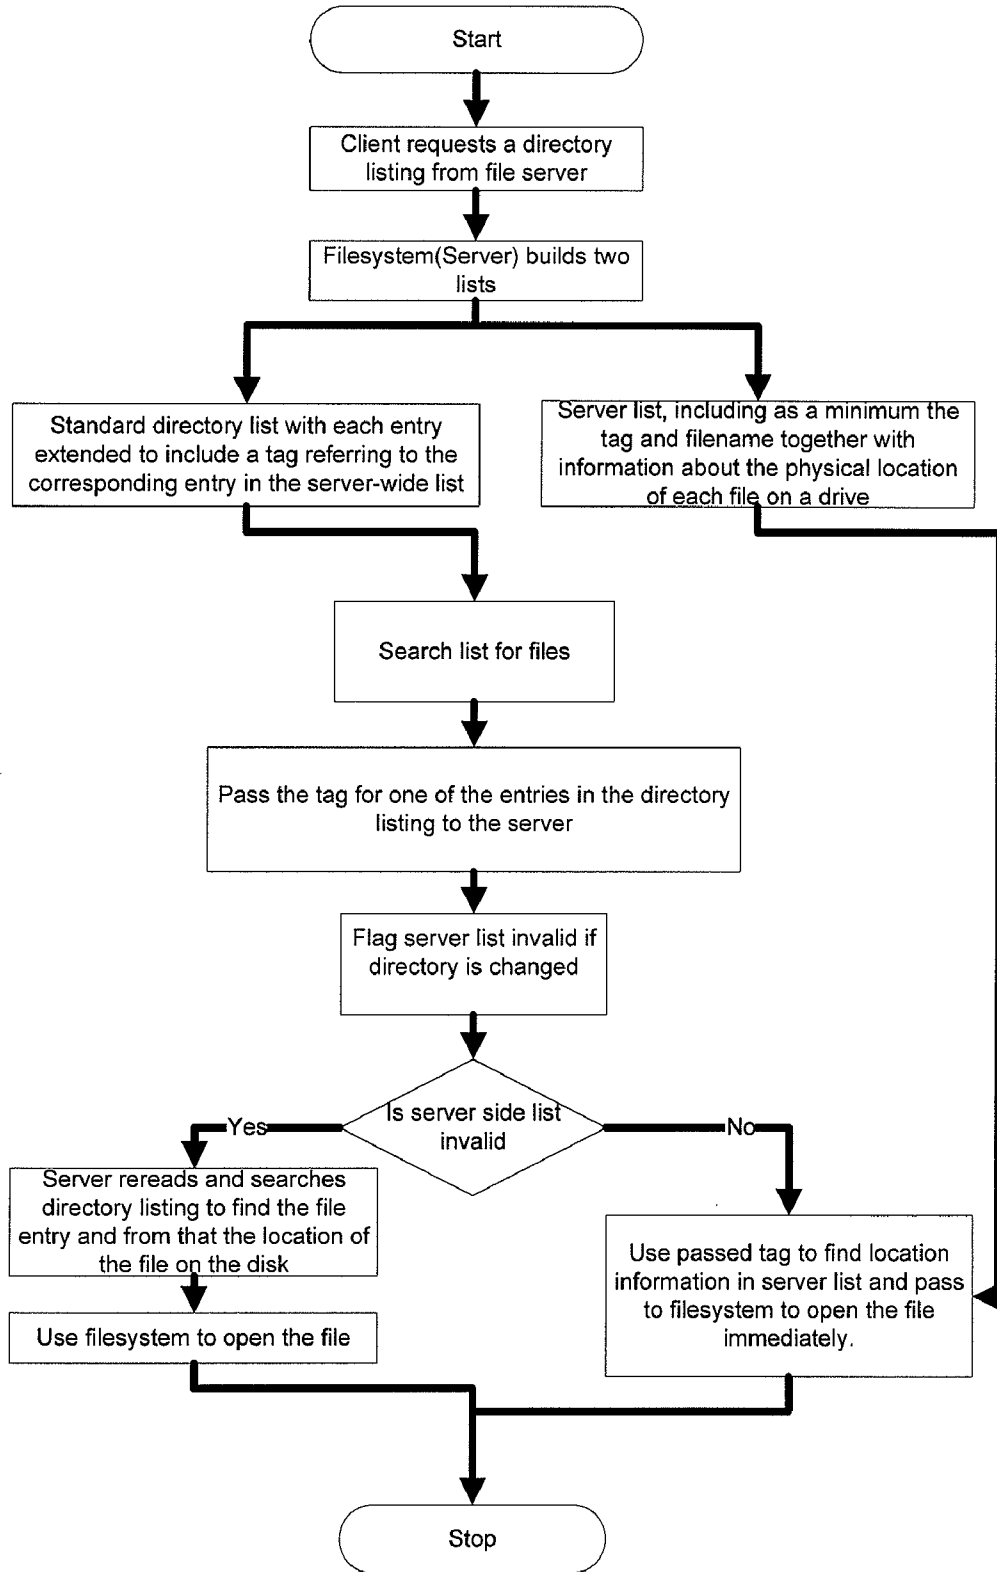 Start
Client requests a directory
listing from file server
Filesystem(Server) builds two
lists
Standard directory list with each entry
extended to include a tag referring to the
corresponding entry in the server-wide list
Server list, including as a minimum the
tag and filename together with
information about the physical location
of each file on a drive
Search list for files
Pass the tag for one of the entries in the directory
listing to the server
Flag server list invalid if
directory is changed
Is server side list
invalid
Yes
No
Server rereads and searches
directory listing to find the file
entry and from that the location of
the file on the disk
Use passed tag to find location
information in server list and pass
to filesystem to open the file
immediately.
Use filesystem to open the file
Stop